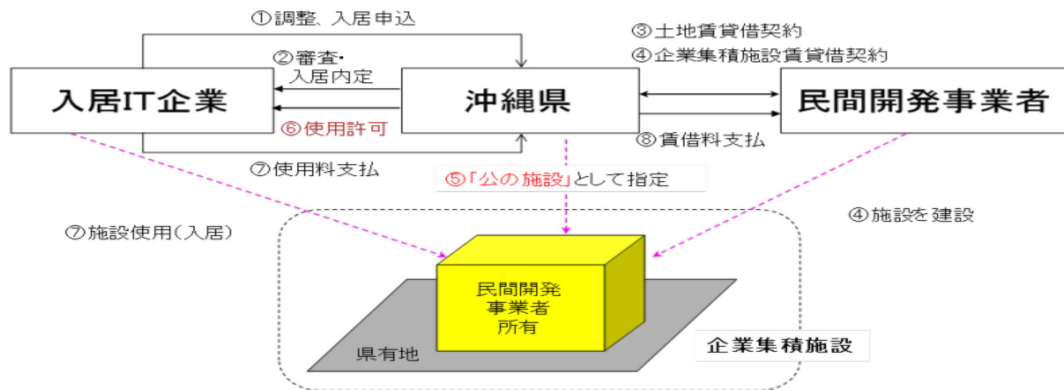 ①調整、入居申込
②審査・
入居内定
③土地賃貸借契約
④企業集積施設賃貸借契約
入居IT企業
沖縄県
民間開発事業者
⑥使用許可
⑧賃借料支払
⑦使用料支払
⑤「公の施設」として指定
⑦施設使用(入居)
④施設を建設
民間開発
事業者
所有
県有地
企業集積施設